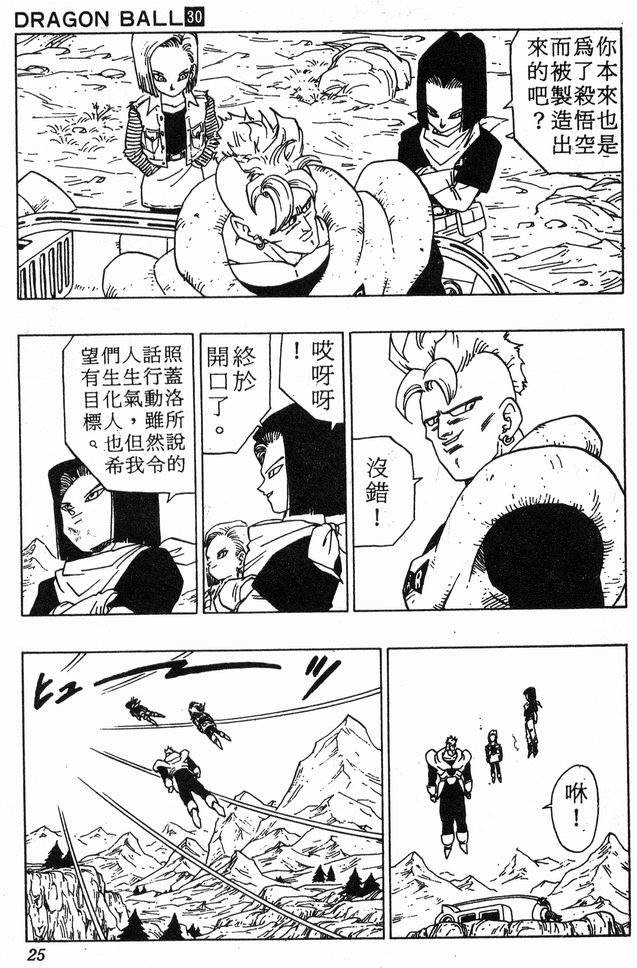 DRAGON BALL 30
你本來也是
為了殺悟空
而被製造出
來的吧？
沒錯！
哎呀呀
！
終於
開口了。
照蓋洛所說的
話行動雖然令
人生氣，但我
們生化人也希
望有目標。
咻！
ヒューッ
25